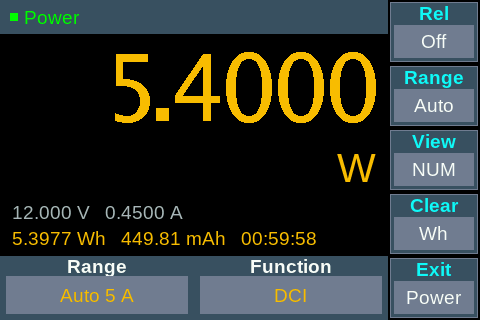 Power
5.4000
W
12.000 V 0.4500 A
5.3977 Wh 449.81 mAh 00:59:58
Range
Auto 5 A
Function
DCI
Rel
Off
Range
Auto
View
NUM
Clear
Wh
Exit
Power